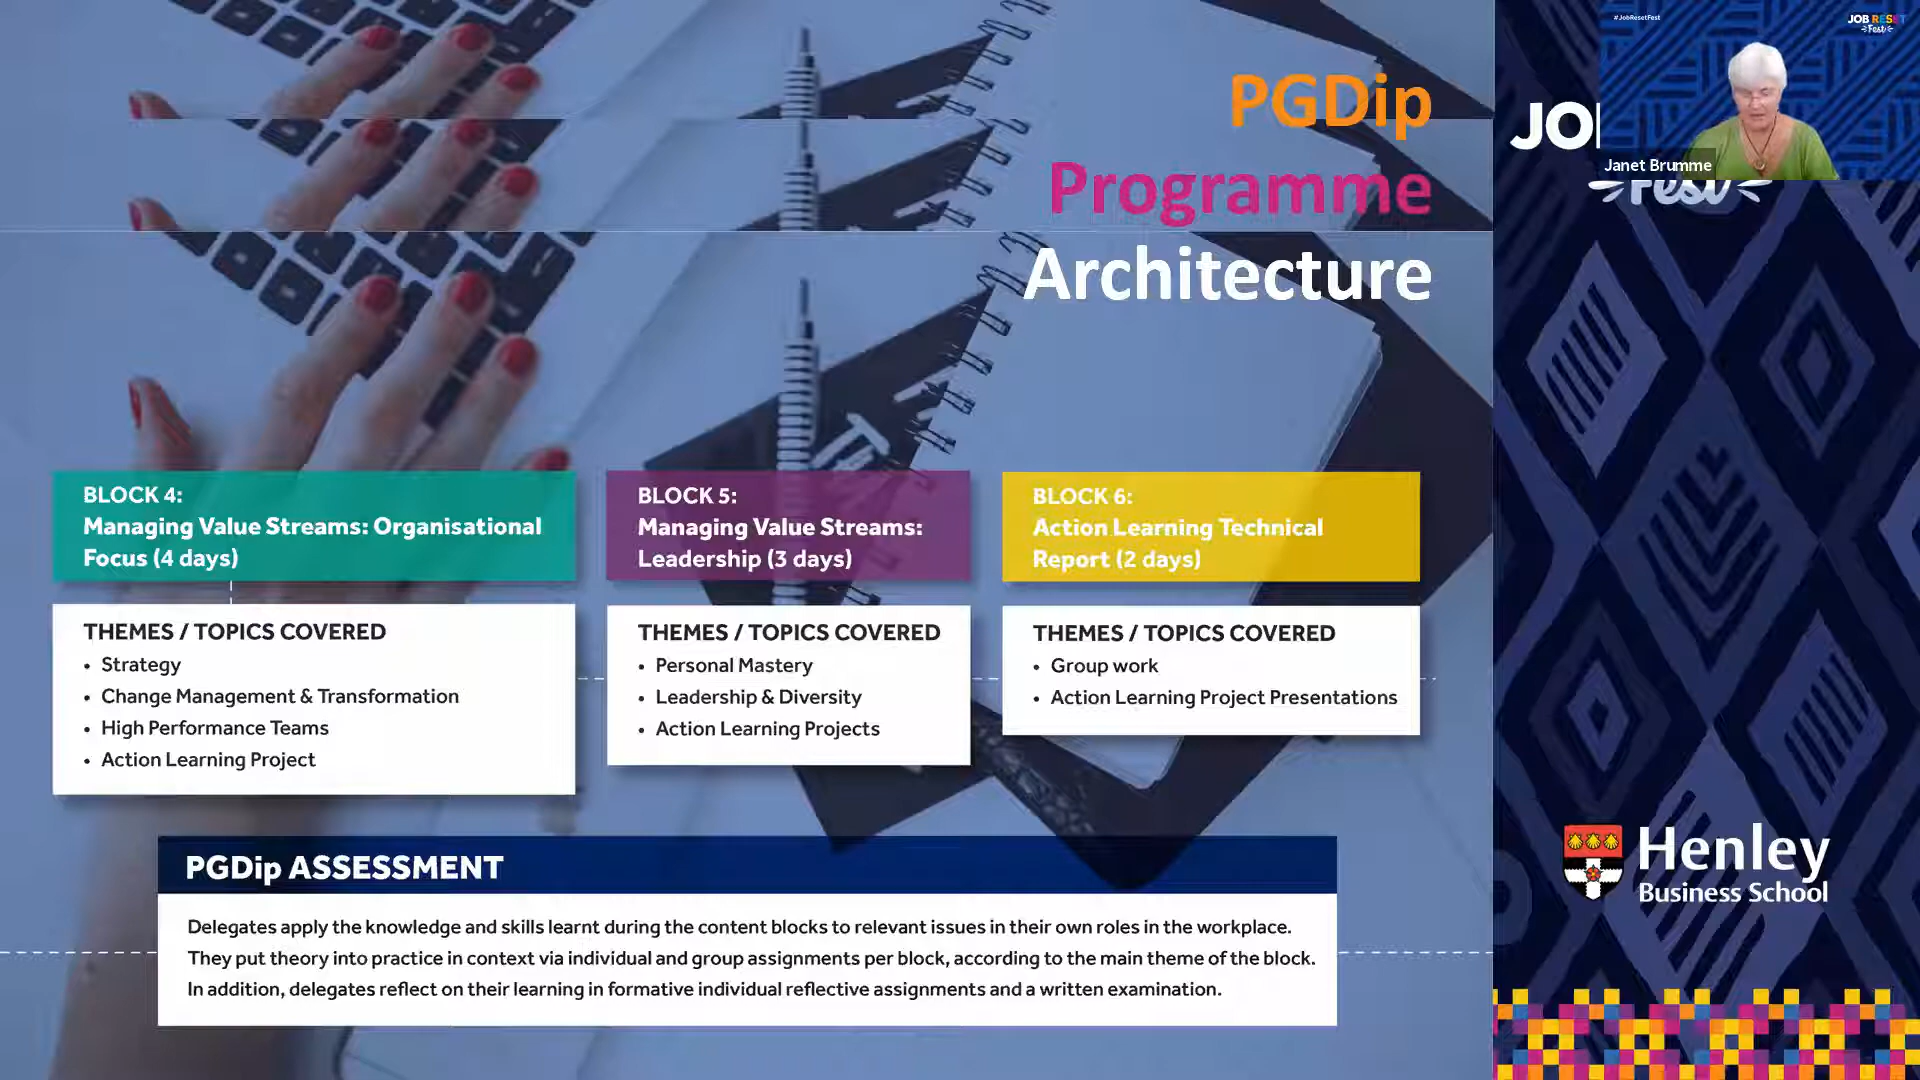 PGDip
Programme
Architecture
BLOCK 4:
Managing Value Streams: Organisational
Focus (4 days)
THEMES / TOPICS COVERED
• Strategy
• Change Management & Transformation
• High Performance Teams
• Action Learning Project
BLOCK 5:
Managing Value Streams:
Leadership (3 days)
THEMES / TOPICS COVERED
• Personal Mastery
• Leadership & Diversity
• Action Learning Projects
BLOCK 6:
Action Learning Technical
Report (2 days)
THEMES / TOPICS COVERED
• Group work
• Action Learning Project Presentations
PGDip ASSESSMENT
Delegates apply the knowledge and skills learnt during the content blocks to relevant issues in their own roles in the workplace.
They put theory into practice in context via individual and group assignments per block, according to the main theme of the block.
In addition, delegates reflect on their learning in formative individual reflective assignments and a written examination.
#JobResetFest
JOB RESET
Fest
JO
Janet Brumme
Fest
Henley
Business School